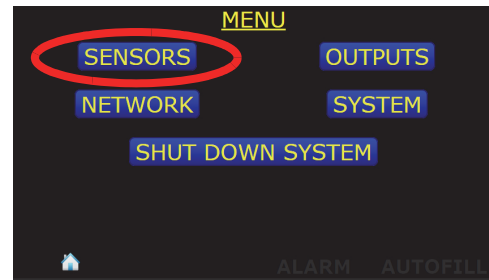 MENU
SENSORS OUTPUTS
NETWORK SYSTEM
SHUT DOWN SYSTEM
ALARM AUTOFILL